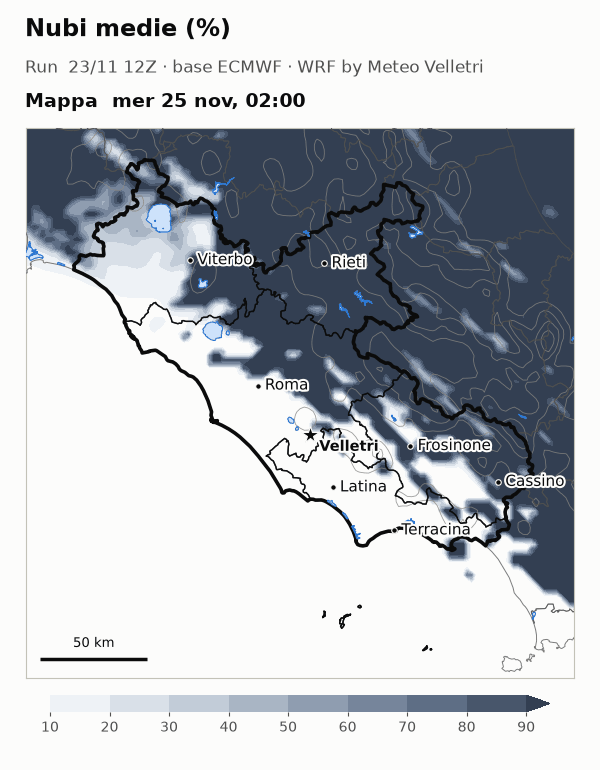 Nubi medie (%)
Run  23/11 12Z · base ECMWF · WRF by Meteo Velletri
Mappa  mer 25 nov, 02:00
Viterbo
Rieti
Roma
Velletri
Frosinone
Cassino
Latina
Terracina
50 km
10 20 30 40 50 60 70 80 90